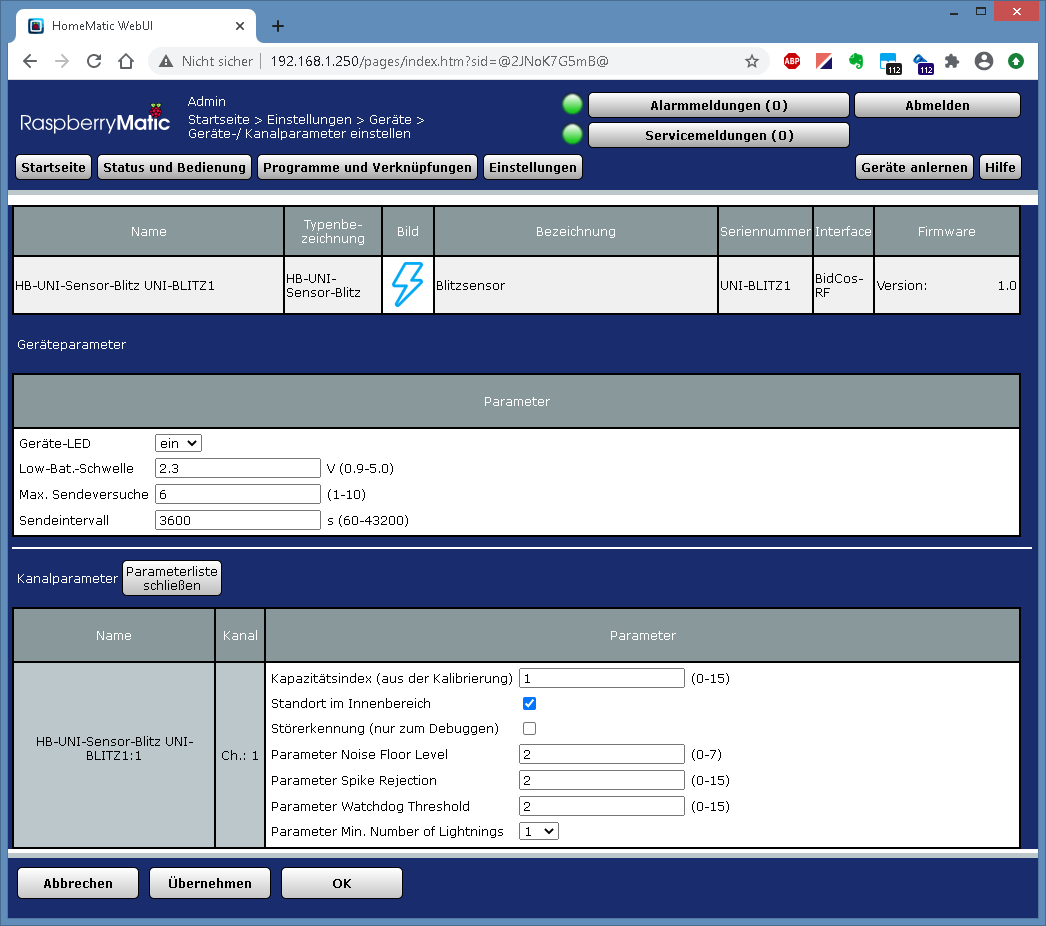 HomeMatic WebUI
Nicht sicher | 192.168.1.250/pages/index.htm?sid=@2JNoK7G5mB@
ABP
112
112
RaspberryMatic
Admin
Startseite > Einstellungen > Geräte >
Geräte-/ Kanalparameter einstellen
Alarmmeldungen (0)
Abmelden
Servicemeldungen (0)
Startseite
Status und Bedienung
Programme und Verknüpfungen
Einstellungen
Geräte anlernen
Hilfe
Name
Typenbe-
zeichnung
Bild
Bezeichnung
Seriennummer
Interface
Firmware
HB-UNI-Sensor-Blitz UNI-BLITZ1
HB-UNI-
Sensor-Blitz
Blitzsensor
UNI-BLITZ1
BidCos-
RF
Version: 1.0
Geräteparameter
Parameter
Geräte-LED ein
Low-Bat.-Schwelle 2.3 V (0.9-5.0)
Max. Sendeversuche 6 (1-10)
Sendeintervall 3600 s (60-43200)
Kanalparameter
Parameterliste
schließen
Name
Kanal
Parameter
HB-UNI-Sensor-Blitz UNI-
BLITZ1:1
Ch.: 1
Kapazitätsindex (aus der Kalibrierung) 1 (0-15)
Standort im Innenbereich
Störerkennung (nur zum Debuggen)
Parameter Noise Floor Level 2 (0-7)
Parameter Spike Rejection 2 (0-15)
Parameter Watchdog Threshold 2 (0-15)
Parameter Min. Number of Lightnings 1
Abbrechen
Übernehmen
OK